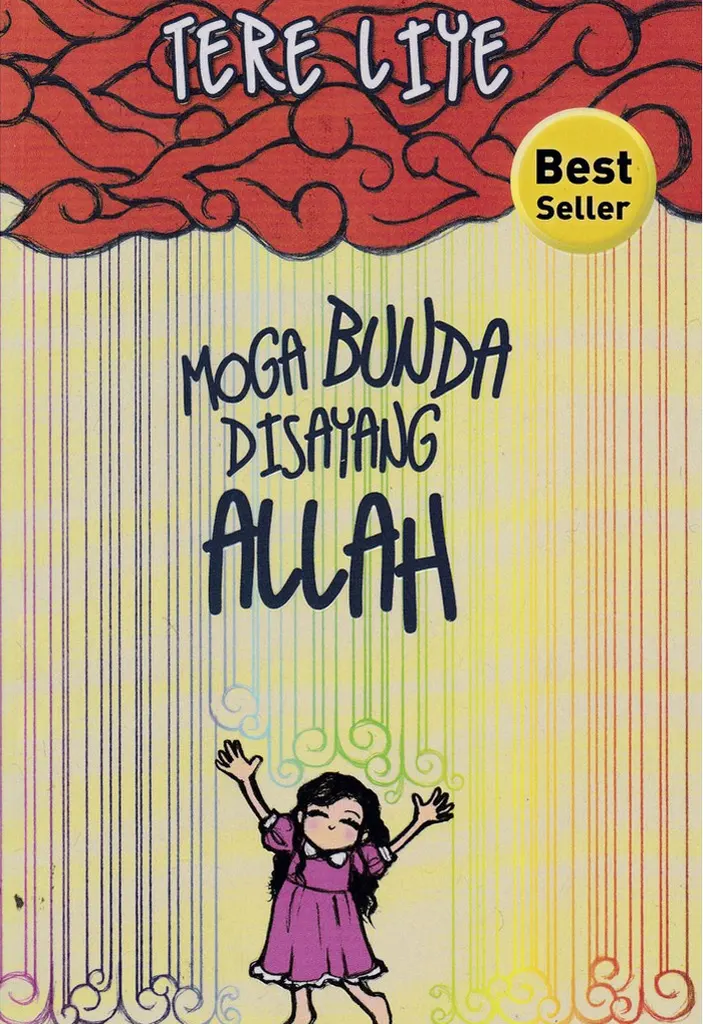 TERE LIYE
Best
Seller
MOGA BUNDA
DISAYANG
ALLAH